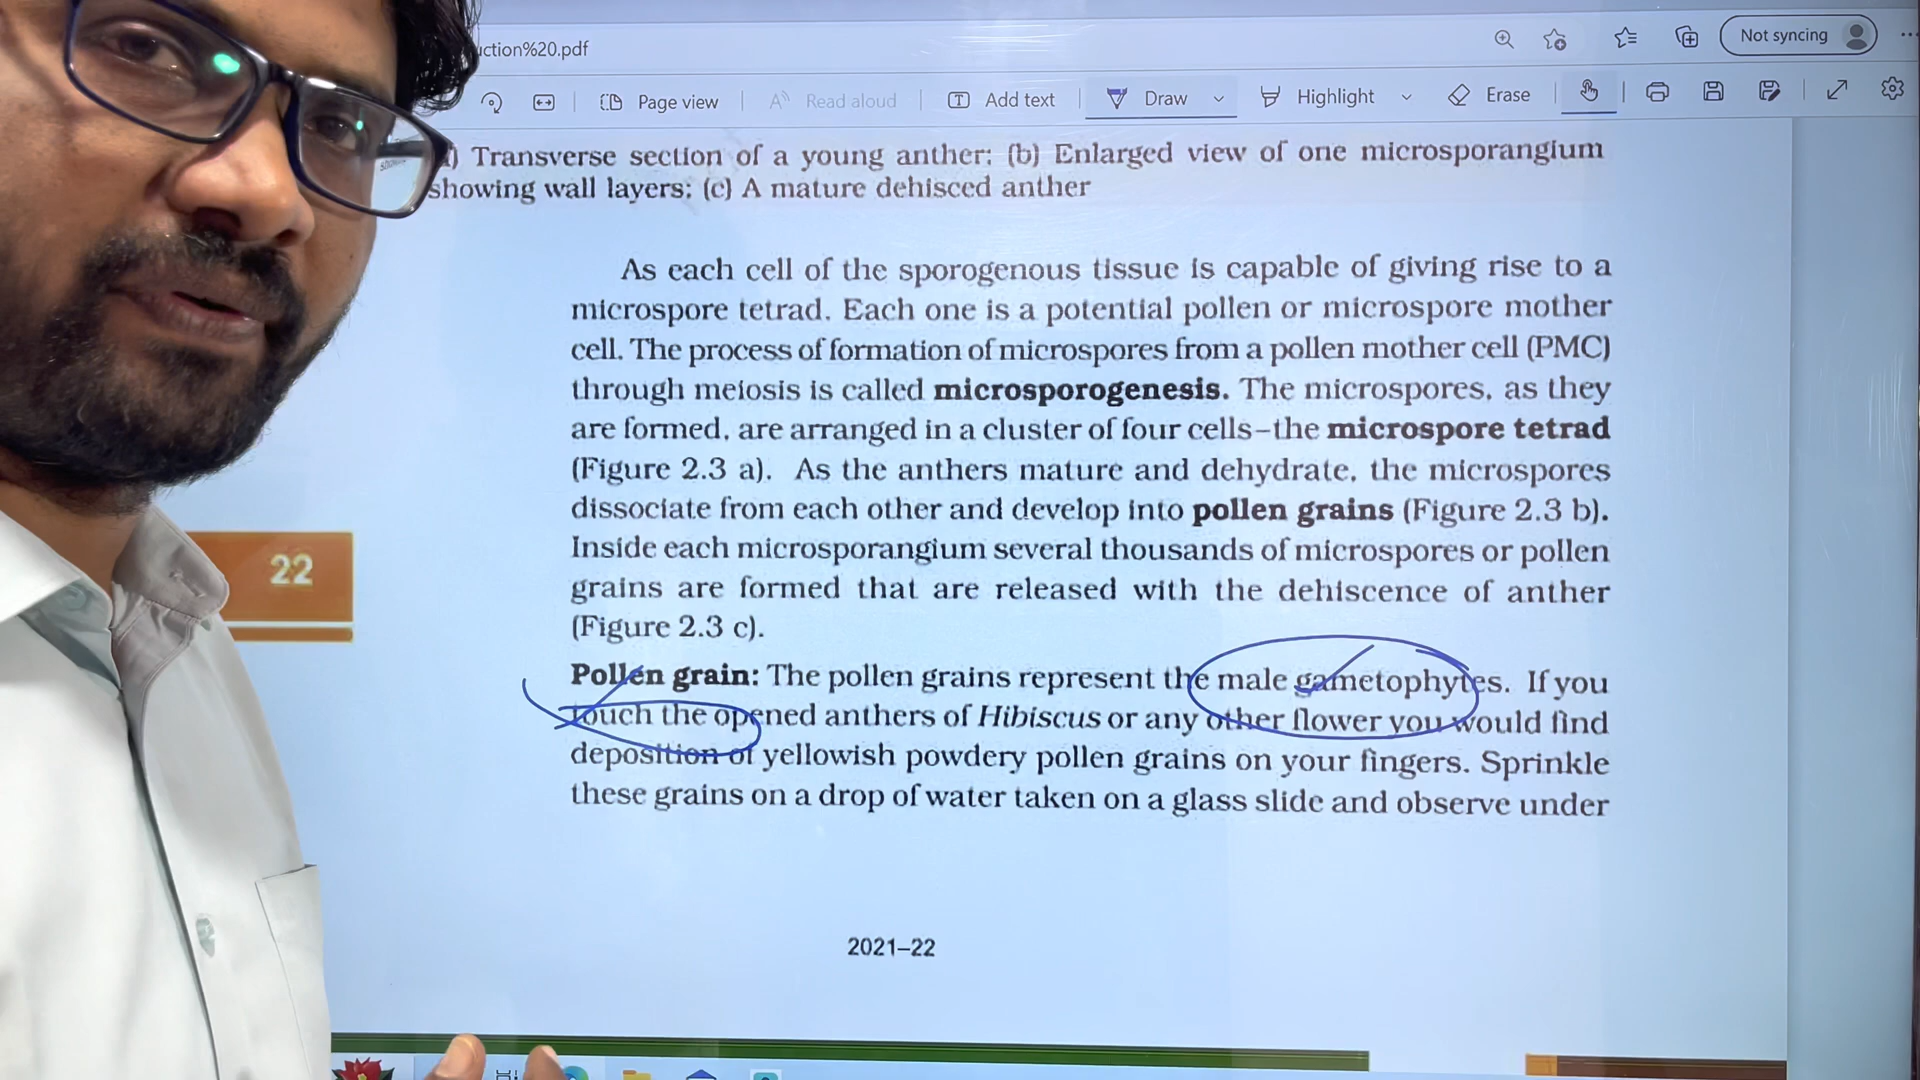 uction%20.pdf
Not syncing
Page view
Read aloud
Add text
Draw
Highlight
Erase
) Transverse section of a young anther; (b) Enlarged view of one microsporangium
showing wall layers; (c) A mature dehisced anther
As each cell of the sporogenous tissue is capable of giving rise to a
microspore tetrad. Each one is a potential pollen or microspore mother
cell. The process of formation of microspores from a pollen mother cell (PMC)
through meiosis is called microsporogenesis. The microspores, as they
are formed, are arranged in a cluster of four cells–the microspore tetrad
(Figure 2.3 a). As the anthers mature and dehydrate, the microspores
dissociate from each other and develop into pollen grains (Figure 2.3 b).
Inside each microsporangium several thousands of microspores or pollen
grains are formed that are released with the dehiscence of anther
(Figure 2.3 c).
22
Pollen grain: The pollen grains represent the male gametophytes. If you
touch the opened anthers of Hibiscus or any other flower you would find
deposition of yellowish powdery pollen grains on your fingers. Sprinkle
these grains on a drop of water taken on a glass slide and observe under
2021–22